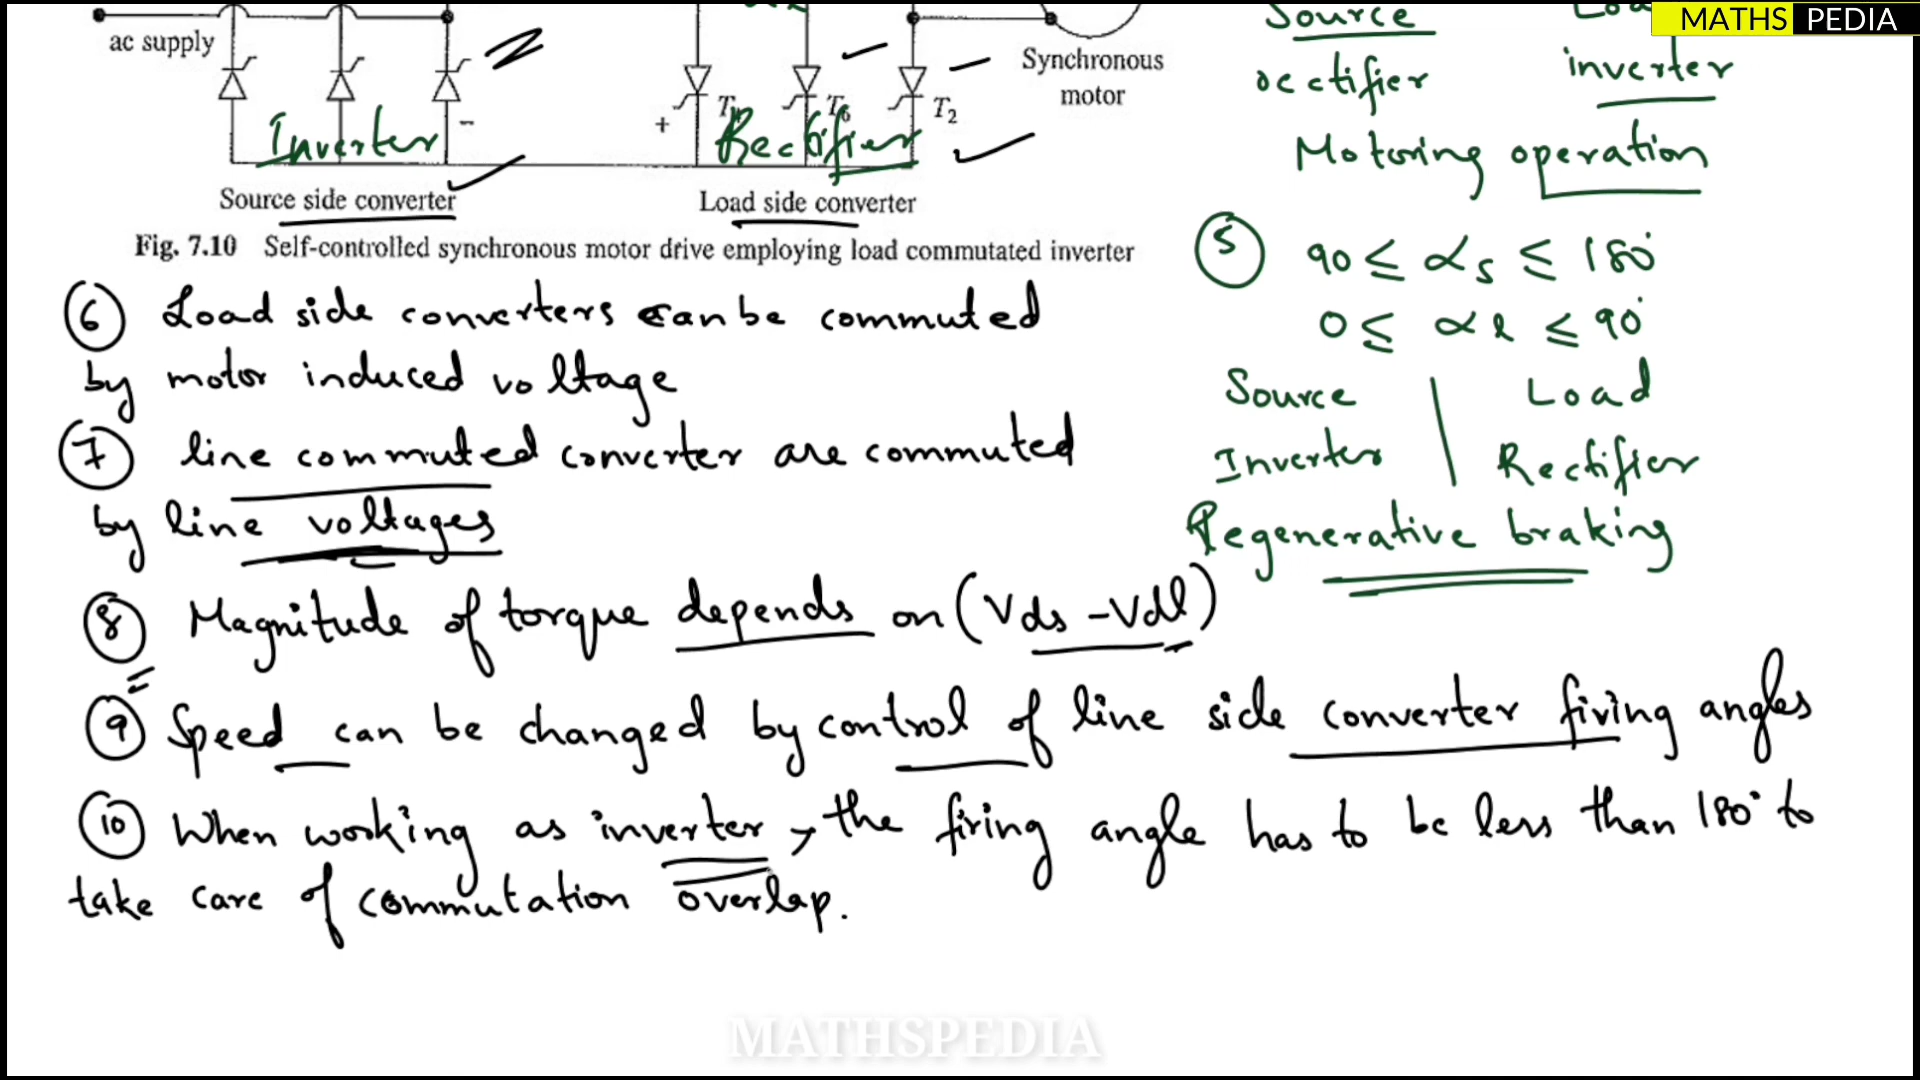 Source
MATHS PEDIA
ac supply
rectifier
inverter
Synchronous
motor
T2
+
-
Inverter
Rectifier
Motoring operation
Source side converter
Load side converter
Fig. 7.10 Self-controlled synchronous motor drive employing load commutated inverter
5 90 ≤ αs ≤ 180°
0 ≤ αl ≤ 90°
Source | Load
Inverter | Rectifier
Regenerative braking
6 Load side converters can be commuted
by motor induced voltage
7 line commuted converter are commuted
by line voltages
8 Magnitude of torque depends on (Vds - Vdl)
9 Speed can be changed by control of line side converter firing angles
10 When working as inverter, the firing angle has to be less than 180° to
take care of commutation overlap.
MATHSPEDIA